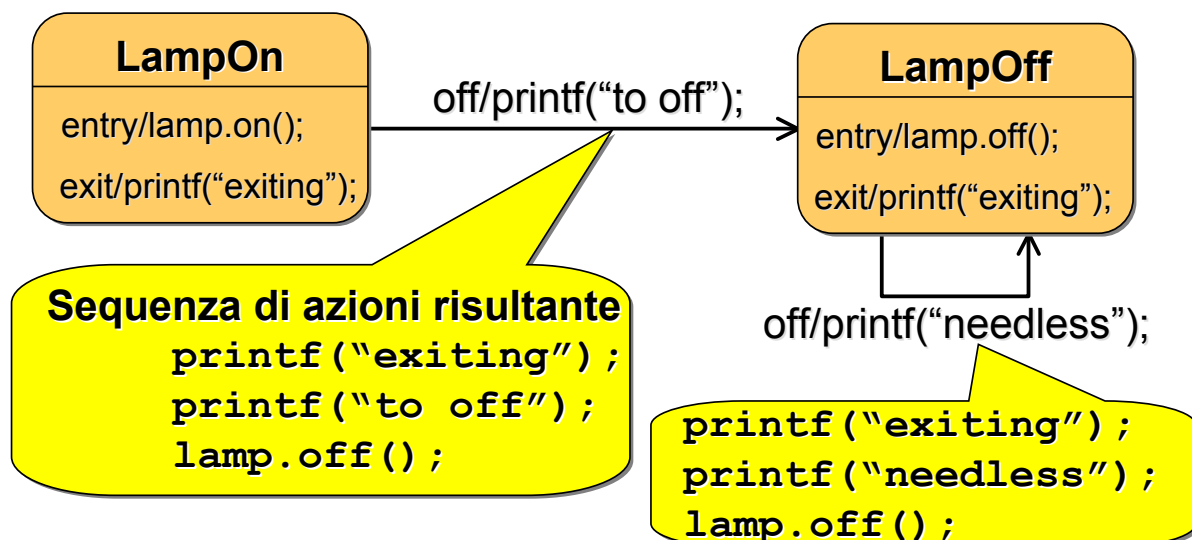 LampOn
entry/lamp.on();
exit/printf(“exiting”);
off/printf(“to off”);
LampOff
entry/lamp.off();
exit/printf(“exiting”);
off/printf(“needless”);
Sequenza di azioni risultante
printf(“exiting”);
printf(“to off”);
lamp.off();
printf(“exiting”);
printf(“needless”);
lamp.off();